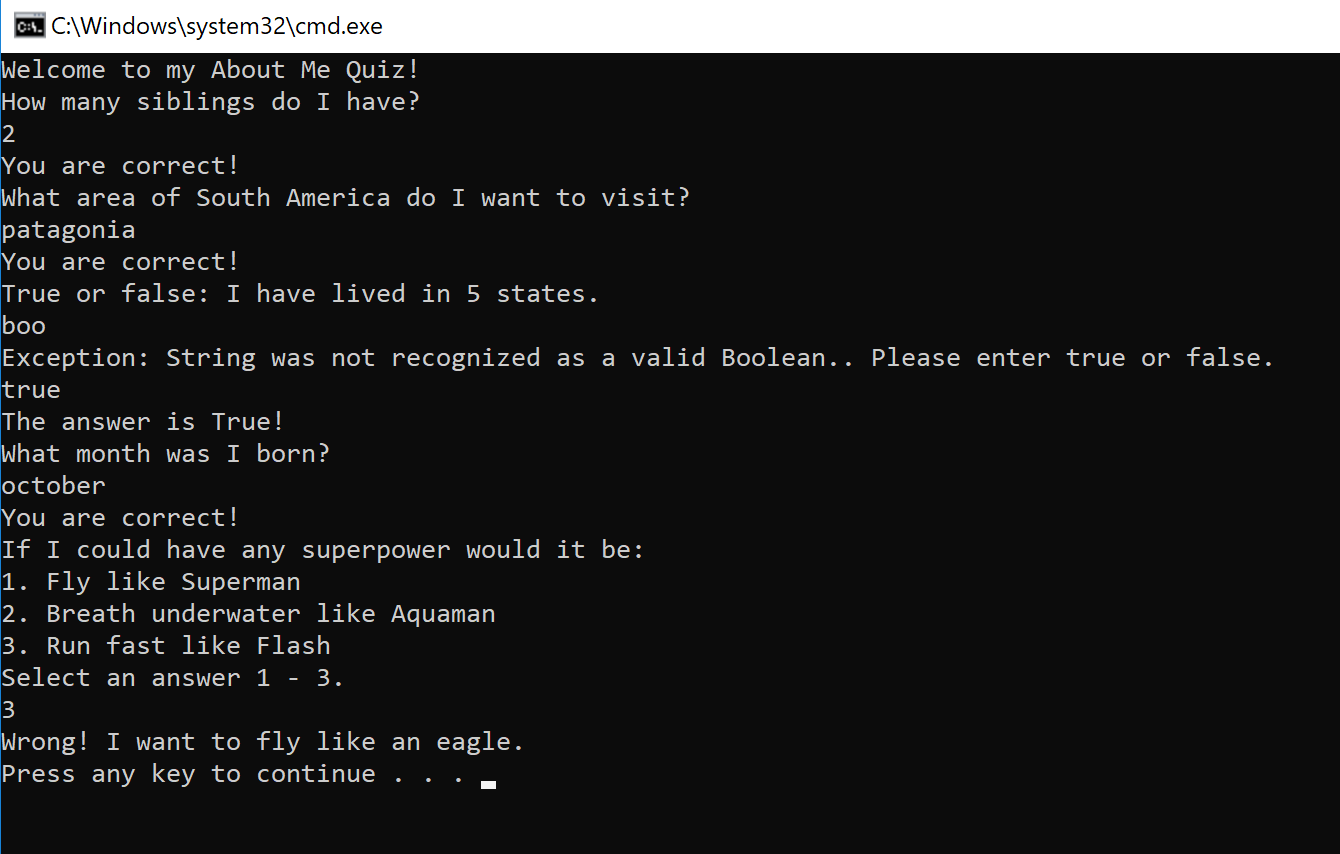 C:\Windows\system32\cmd.exe
Welcome to my About Me Quiz!
How many siblings do I have?
2
You are correct!
What area of South America do I want to visit?
patagonia
You are correct!
True or false: I have lived in 5 states.
boo
Exception: String was not recognized as a valid Boolean.. Please enter true or false.
true
The answer is True!
What month was I born?
october
You are correct!
If I could have any superpower would it be:
1. Fly like Superman
2. Breath underwater like Aquaman
3. Run fast like Flash
Select an answer 1 - 3.
3
Wrong! I want to fly like an eagle.
Press any key to continue . . .